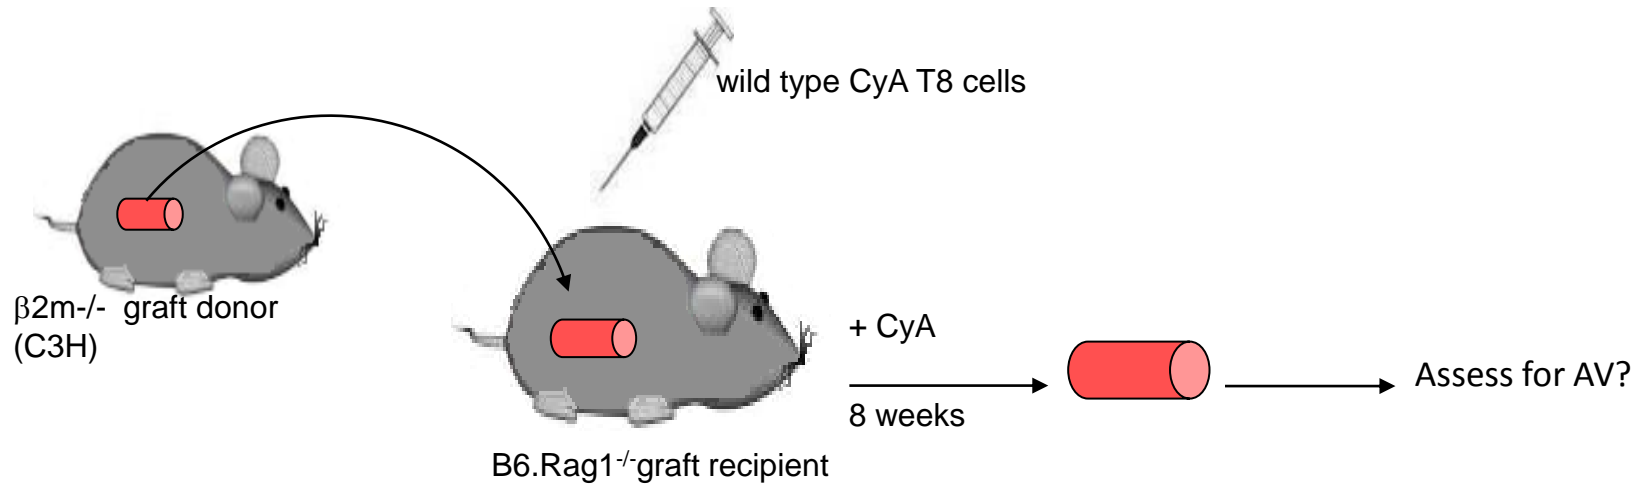 wild type CyA T8 cells
β2m-/- graft donor
(C3H)
+ CyA
8 weeks
Assess for AV?
B6.Rag1-/-graft recipient